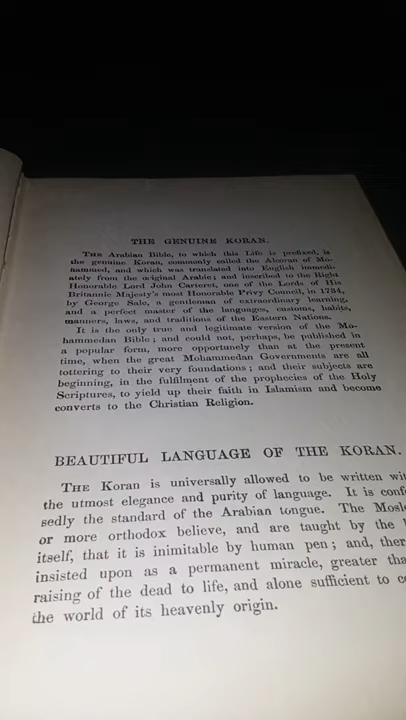 THE GENUINE KORAN.
THE Arabian Bible, to which this Life is prefixed, is
the genuine Koran, commonly called the Alcoran of Mo-
hammed, and which was translated into English immedi-
ately from the original Arabic; and inscribed to the Right
Honorable Lord John Carteret, one of the Lords of His
Britannic Majesty's most Honorable Privy Council, in 1734,
by George Sale, a gentleman of extraordinary learning,
and a perfect master of the languages, customs, habits,
manners, laws, and traditions of the Eastern Nations.
It is the only true and legitimate version of the Mo-
hammedan Bible; and could not, perhaps, be published in
a popular form, more opportunely than at the present
time, when the great Mohammedan Governments are all
tottering to their very foundations; and their subjects are
beginning, in the fulfilment of the prophecies of the Holy
Scriptures, to yield up their faith in Islamism and become
converts to the Christian Religion.
BEAUTIFUL LANGUAGE OF THE KORAN.
THE Koran is universally allowed to be written wit
the utmost elegance and purity of language. It is conf
sedly the standard of the Arabian tongue. The Mosle
or more orthodox believe, and are taught by the
itself, that it is inimitable by human pen; and, ther
insisted upon as a permanent miracle, greater tha
raising of the dead to life, and alone sufficient to c
the world of its heavenly origin.